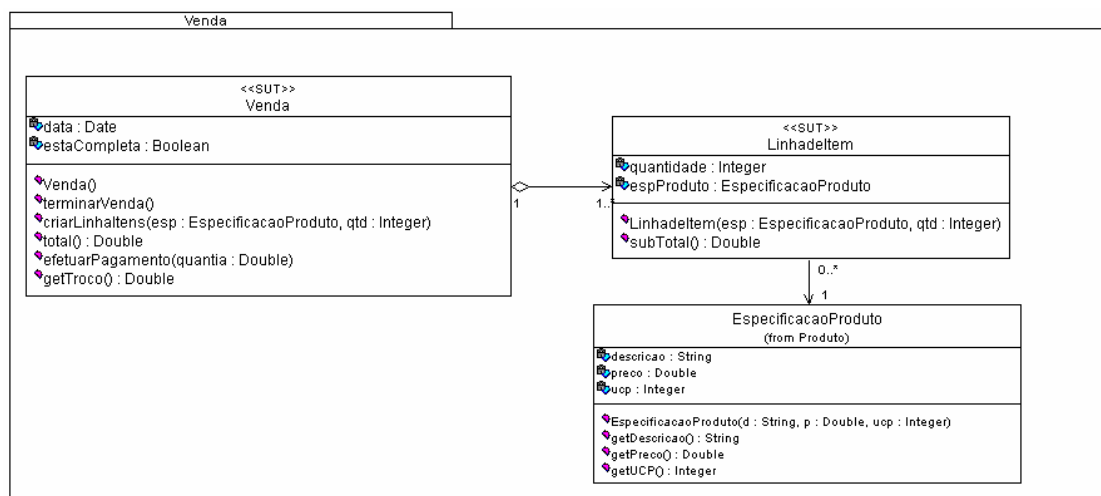 Venda
<<SUT>>
Venda
data : Date
estaCompleta : Boolean
Venda()
terminarVenda()
criarLinhaItens(esp : EspecificacaoProduto, qtd : Integer)
total() : Double
efetuarPagamento(quantia : Double)
getTroco() : Double
1
1..*
<<SUT>>
LinhadeItem
quantidade : Integer
espProduto : EspecificacaoProduto
LinhadeItem(esp : EspecificacaoProduto, qtd : Integer)
subTotal() : Double
0..*
1
EspecificacaoProduto
(from Produto)
descricao : String
preco : Double
ucp : Integer
EspecificacaoProduto(d : String, p : Double, ucp : Integer)
getDescricao() : String
getPreco() : Double
getUCP() : Integer